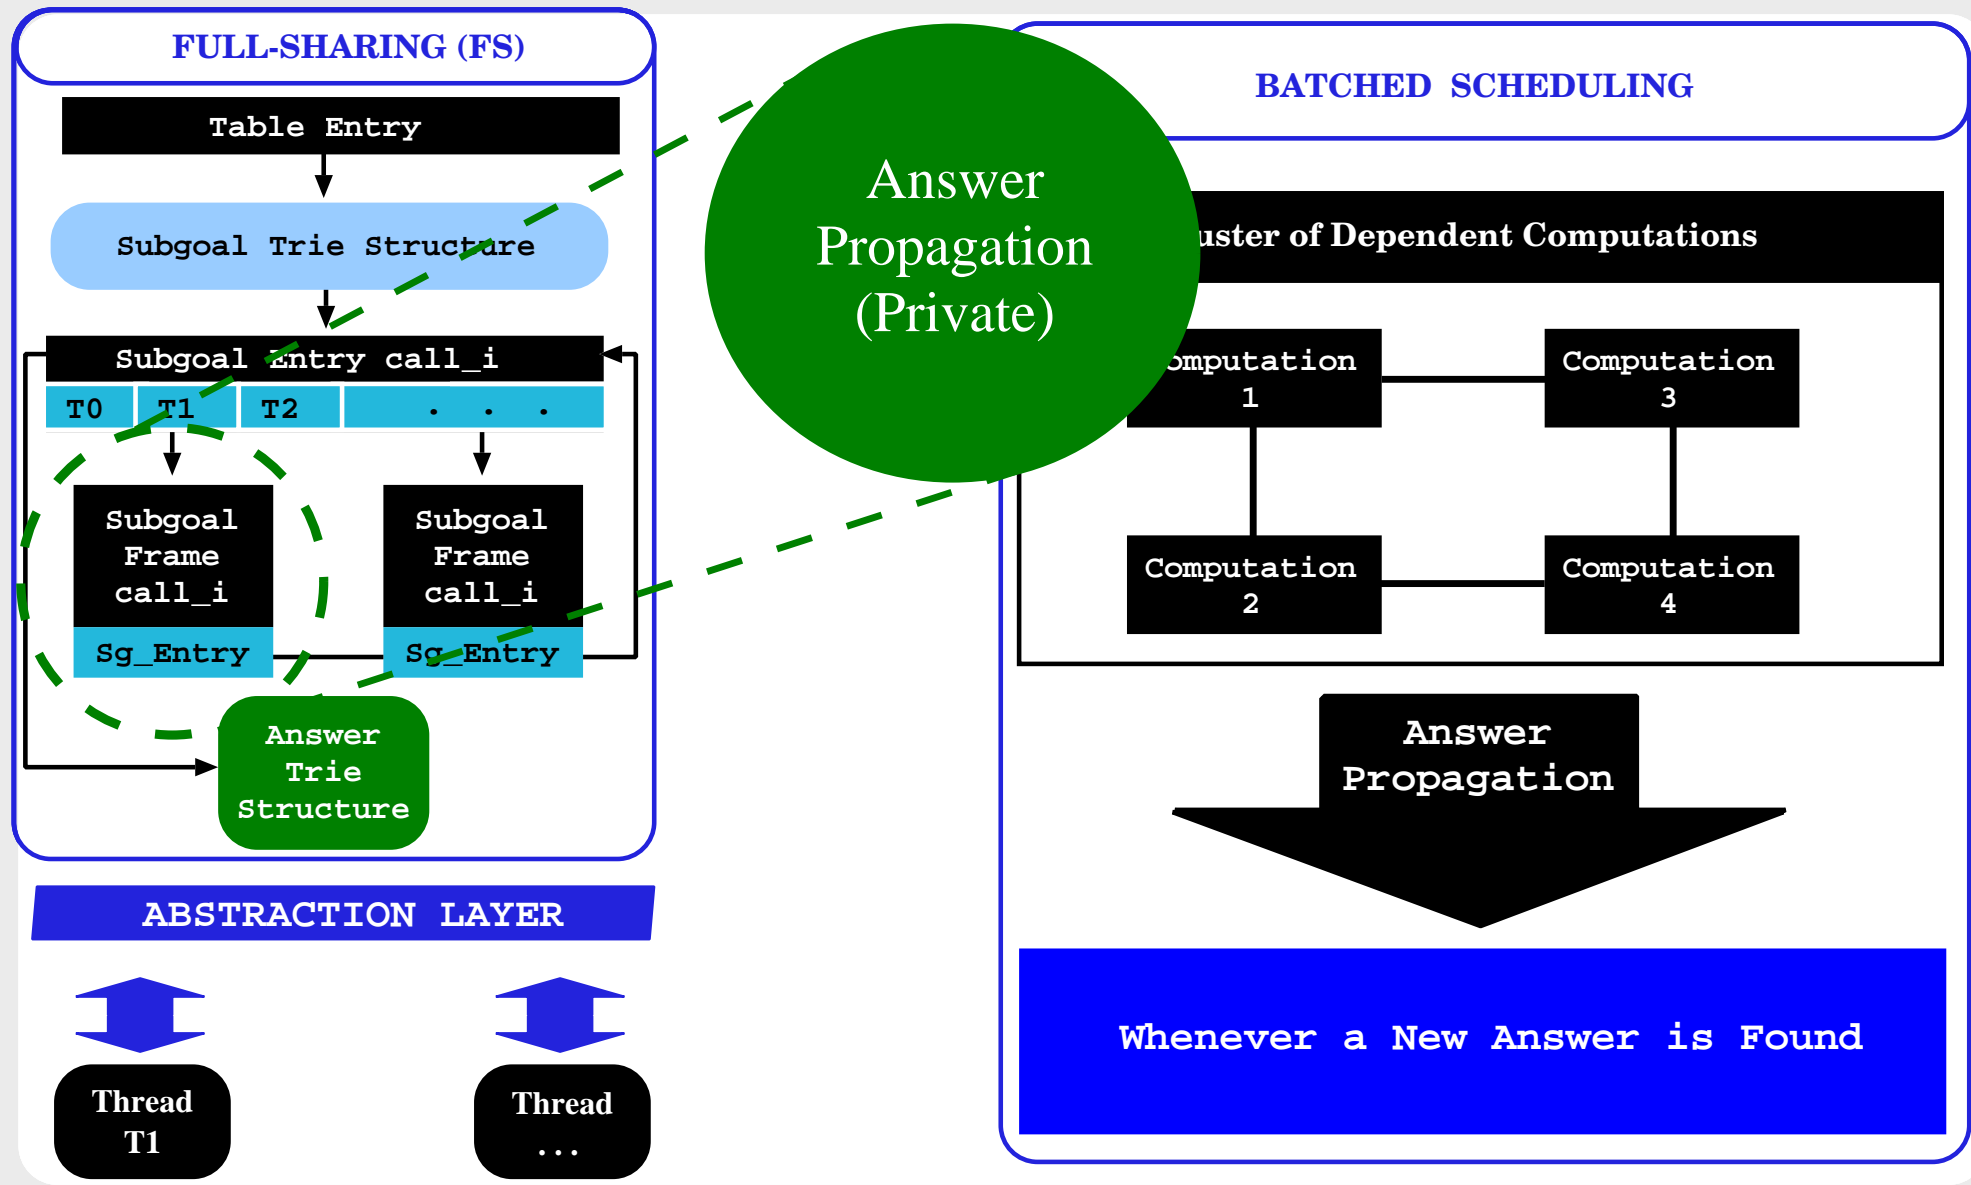 FULL-SHARING (FS)
Table Entry
Subgoal Trie Structure
Subgoal Entry call_i
T0 T1 T2 . . .
Subgoal
Frame
call_i
Sg_Entry
Subgoal
Frame
call_i
Sg_Entry
Answer
Trie
Structure
ABSTRACTION LAYER
Thread
T1
Thread
...
Answer
Propagation
(Private)
BATCHED SCHEDULING
uster of Dependent Computations
omputation
1
Computation
3
Computation
2
Computation
4
Answer
Propagation
Whenever a New Answer is Found